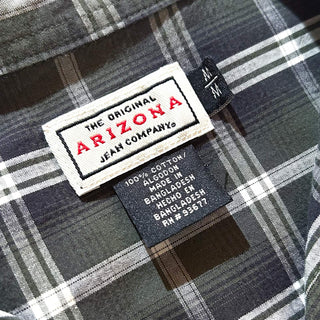 THE ORIGINAL
ARIZONA
JEAN COMPANY®
M/M
100% COTTON/
ALGODON
MADE IN
BANGLADESH
HECHO EN
BANGLADESH
RN#93677